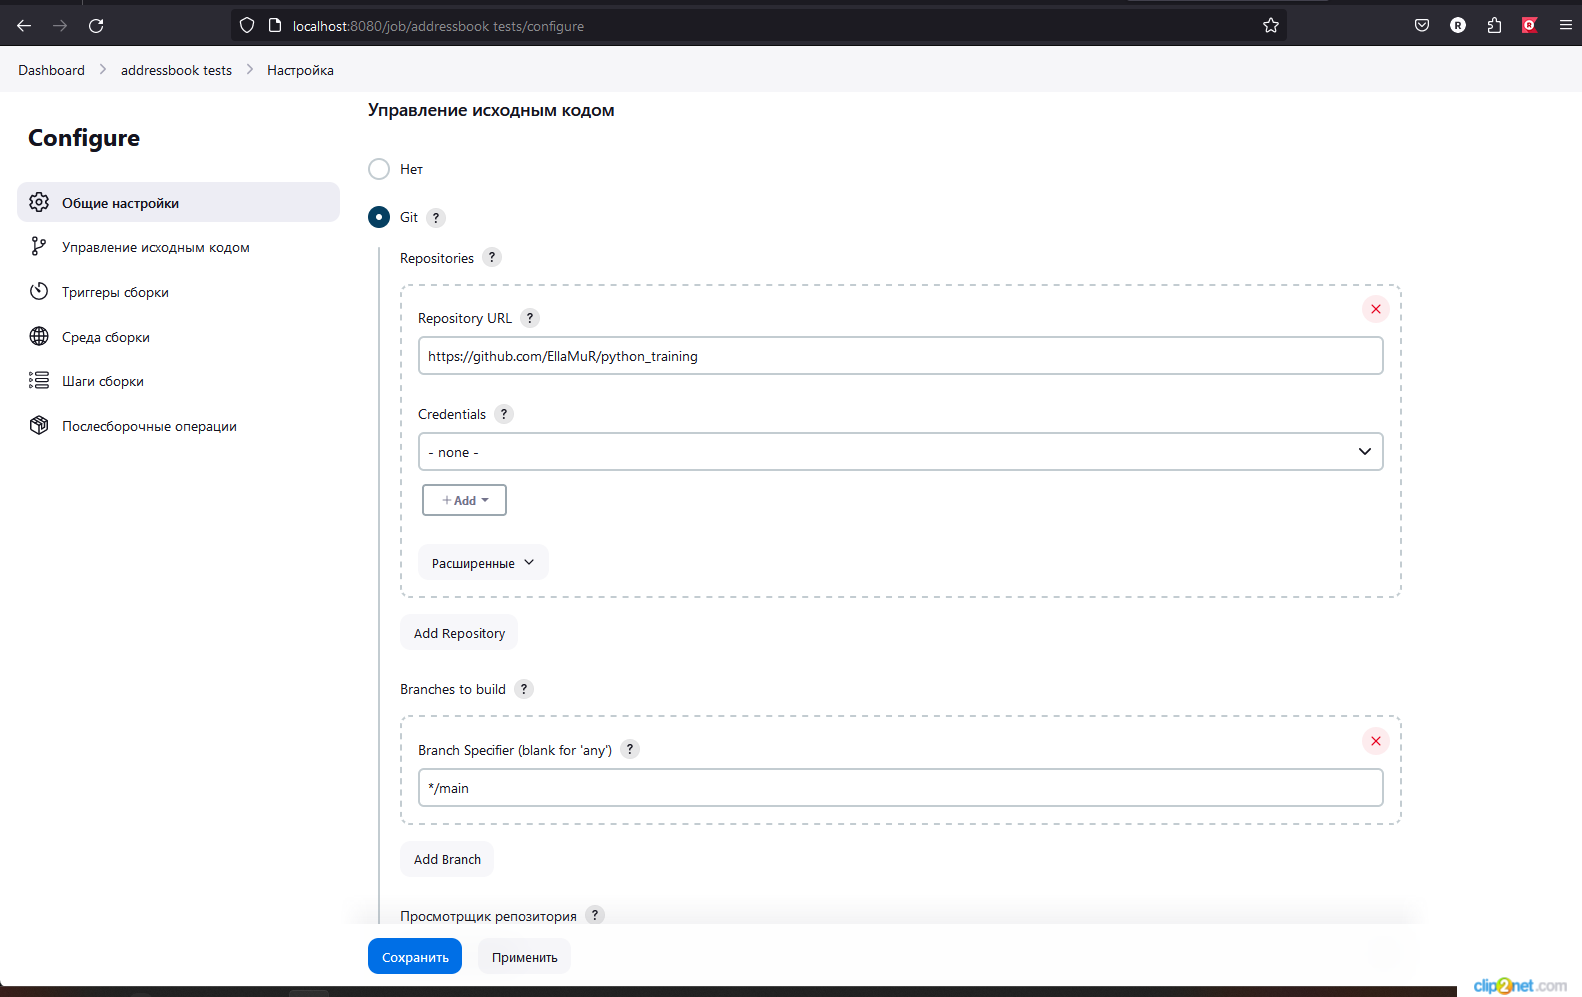 localhost:8080/job/addressbook tests/configure
Dashboard
addressbook tests
Настройка
Configure
Общие настройки
Управление исходным кодом
Триггеры сборки
Среда сборки
Шаги сборки
Послесборочные операции
Управление исходным кодом
Нет
Git ?
Repositories ?
Repository URL ?
https://github.com/EllaMuR/python_training
Credentials ?
- none -
+ Add
Расширенные
Add Repository
Branches to build ?
Branch Specifier (blank for 'any') ?
*/main
Add Branch
Просмотрщик репозитория ?
Сохранить
Применить
clip2net.com